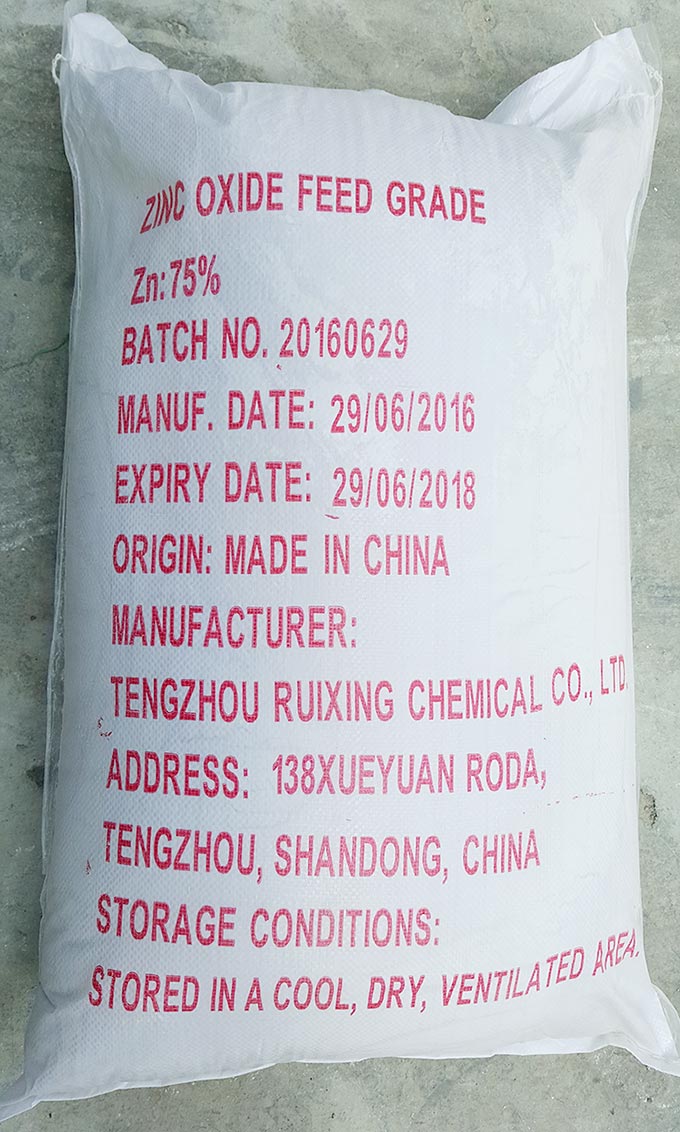 ZINC OXIDE FEED GRADE
Zn:75%
BATCH NO. 20160629
MANUF. DATE: 29/06/2016
EXPIRY DATE: 29/06/2018
ORIGIN: MADE IN CHINA
MANUFACTURER:
TENGZHOU RUIXING CHEMICAL CO., LTD.
ADDRESS: 138XUEYUAN RODA,
TENGZHOU, SHANDONG, CHINA
STORAGE CONDITIONS:
STORED IN A COOL, DRY, VENTILATED AREA.